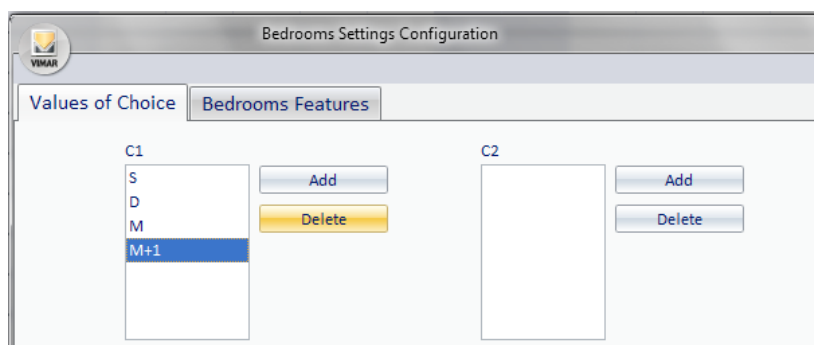 Bedrooms Settings Configuration
VIMAR
Values of Choice Bedrooms Features
C1 C2
S Add Add
D
M Delete Delete
M+1